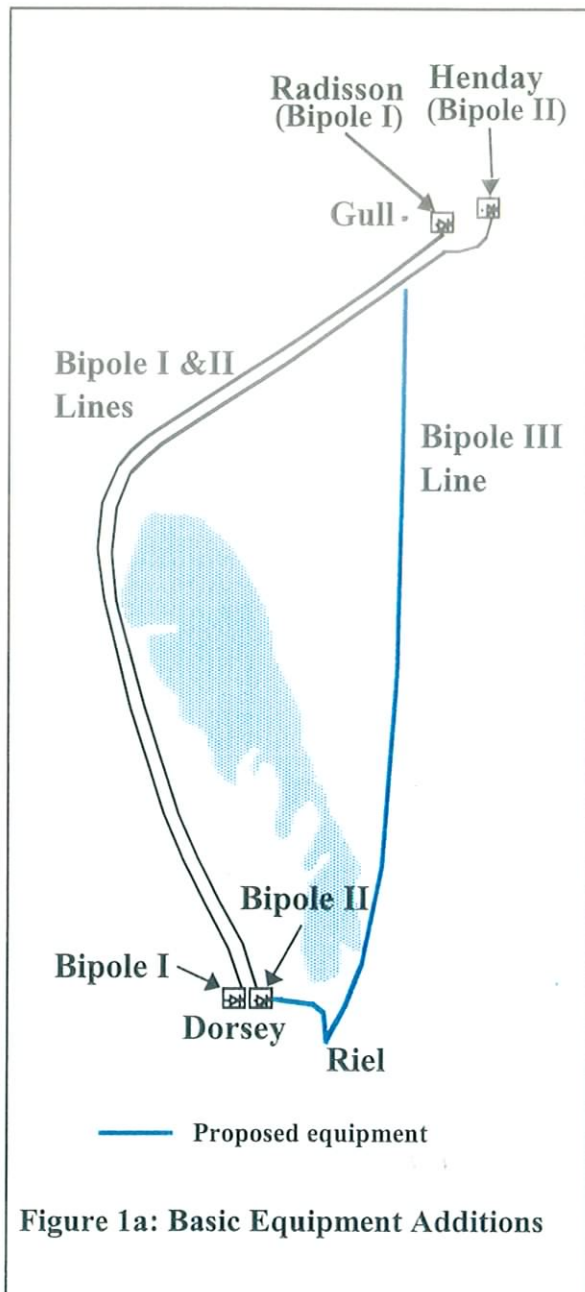 Radisson
(Bipole I)
Henday
(Bipole II)
Gull
Bipole I &II
Lines
Bipole III
Line
Bipole II
Bipole I
Dorsey
Riel
Proposed equipment
Figure 1a: Basic Equipment Additions